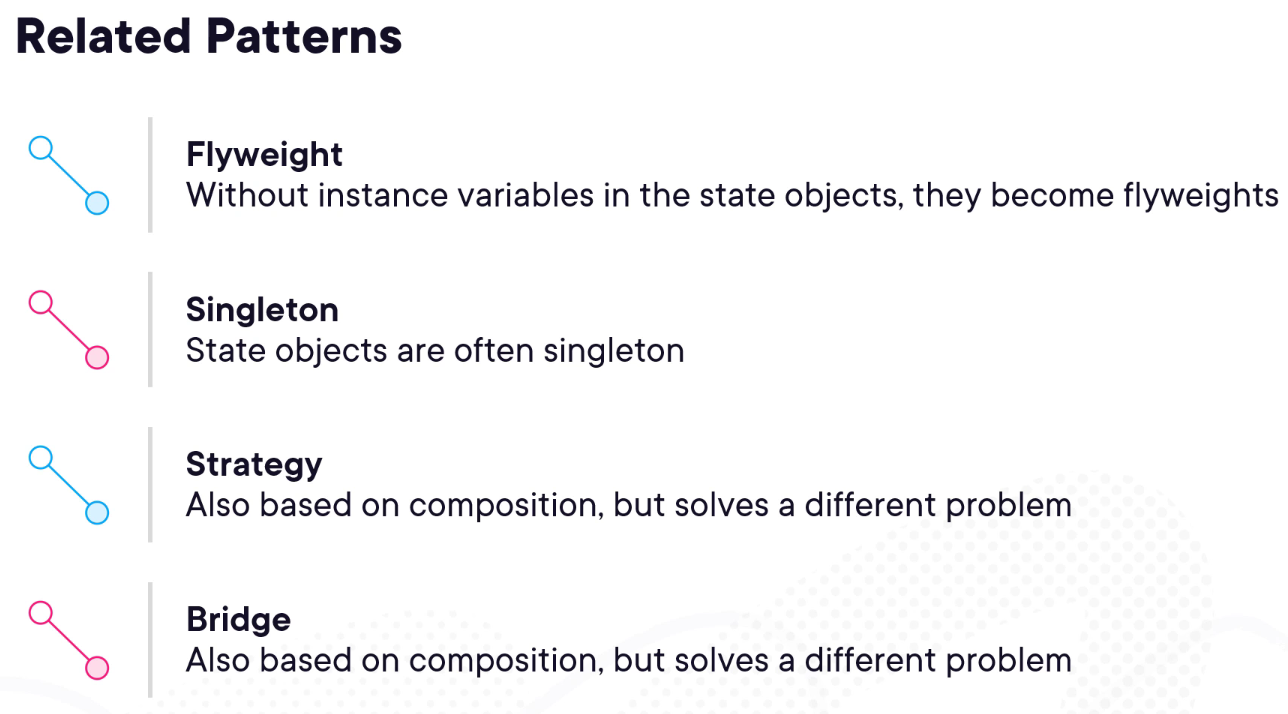 Related Patterns
Flyweight
Without instance variables in the state objects, they become flyweights
Singleton
State objects are often singleton
Strategy
Also based on composition, but solves a different problem
Bridge
Also based on composition, but solves a different problem